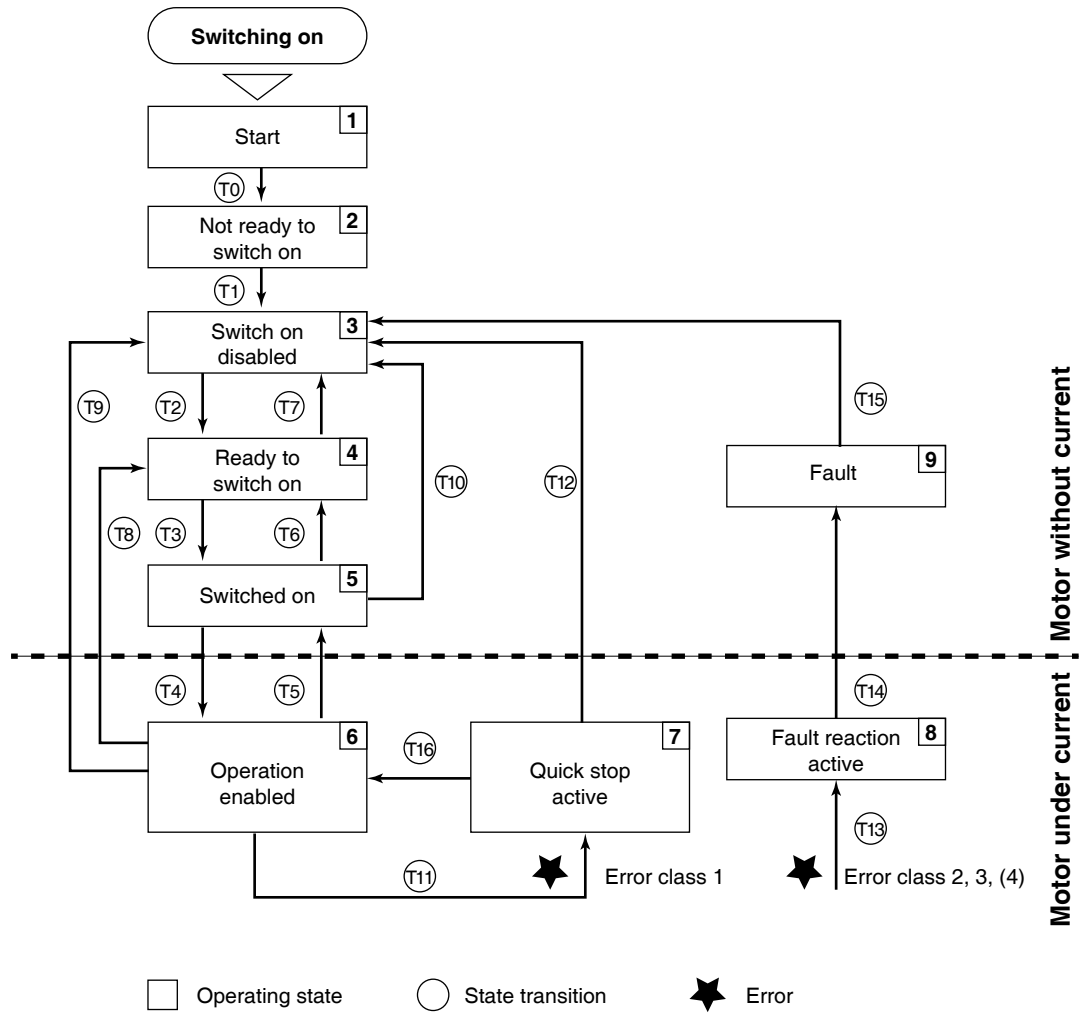 Switching on
1
Start
T0
2
Not ready to
switch on
T1
3
Switch on
disabled
T9
T2
T7
T15
4
Ready to
switch on
9
Fault
T10
T12
T8
T3
T6
5
Switched on
Motor without current
T4
T5
T14
6
Operation
enabled
T16
7
Quick stop
active
8
Fault reaction
active
T13
T11
Error class 1
Error class 2, 3, (4)
Motor under current
Operating state
State transition
Error